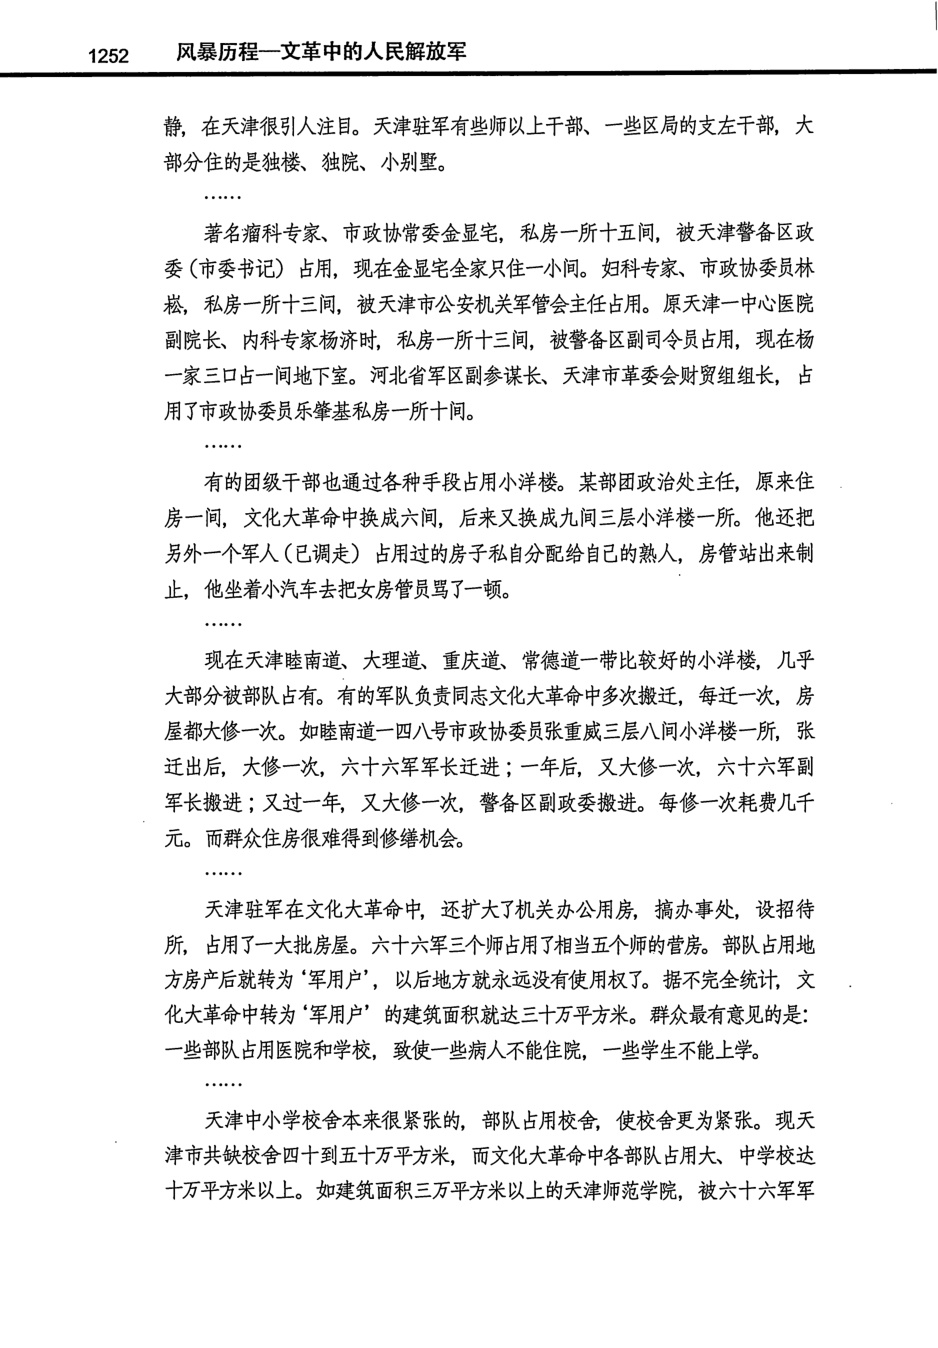 1252 风暴历程—文革中的人民解放军
静，在天津很引人注目。天津驻军有些师以上干部、一些区局的支左干部，大
部分住的是独楼、独院、小别墅。
……
著名瘤科专家、市政协常委金显宅，私房一所十五间，被天津警备区政
委（市委书记）占用，现在金显宅全家只住一小间。妇科专家、市政协委员林
崧，私房一所十三间，被天津市公安机关军管会主任占用。原天津一中心医院
副院长、内科专家杨济时，私房一所十三间，被警备区副司令员占用，现在杨
一家三口占一间地下室。河北省军区副参谋长、天津市革委会财贸组组长，占
用了市政协委员乐肇基私房一所十间。
……
有的团级干部也通过各种手段占用小洋楼。某部团政治处主任，原来住
房一间，文化大革命中换成六间，后来又换成九间三层小洋楼一所。他还把
另外一个军人（已调走）占用过的房子私自分配给自己的熟人，房管站出来制
止，他坐着小汽车去把女房管员骂了一顿。
……
现在天津睦南道、大理道、重庆道、常德道一带比较好的小洋楼，几乎
大部分被部队占有。有的军队负责同志文化大革命中多次搬迁，每迁一次，房
屋都大修一次。如睦南道一四八号市政协委员张重威三层八间小洋楼一所，张
迁出后，大修一次，六十六军军长迁进；一年后，又大修一次，六十六军副
军长搬进；又过一年，又大修一次，警备区副政委搬进。每修一次耗费几千
元。而群众住房很难得到修缮机会。
……
天津驻军在文化大革命中，还扩大了机关办公用房，搞办事处，设招待
所，占用了一大批房屋。六十六军三个师占用了相当五个师的营房。部队占用地
方房产后就转为‘军用户’，以后地方就永远没有使用权了。据不完全统计，文
化大革命中转为‘军用户’的建筑面积就达三十万平方米。群众最有意见的是：
一些部队占用医院和学校，致使一些病人不能住院，一些学生不能上学。
……
天津中小学校舍本来很紧张的，部队占用校舍，使校舍更为紧张。现天
津市共缺校舍四十到五十万平方米，而文化大革命中各部队占用大、中学校达
十万平方米以上。如建筑面积三万平方米以上的天津师范学院，被六十六军军